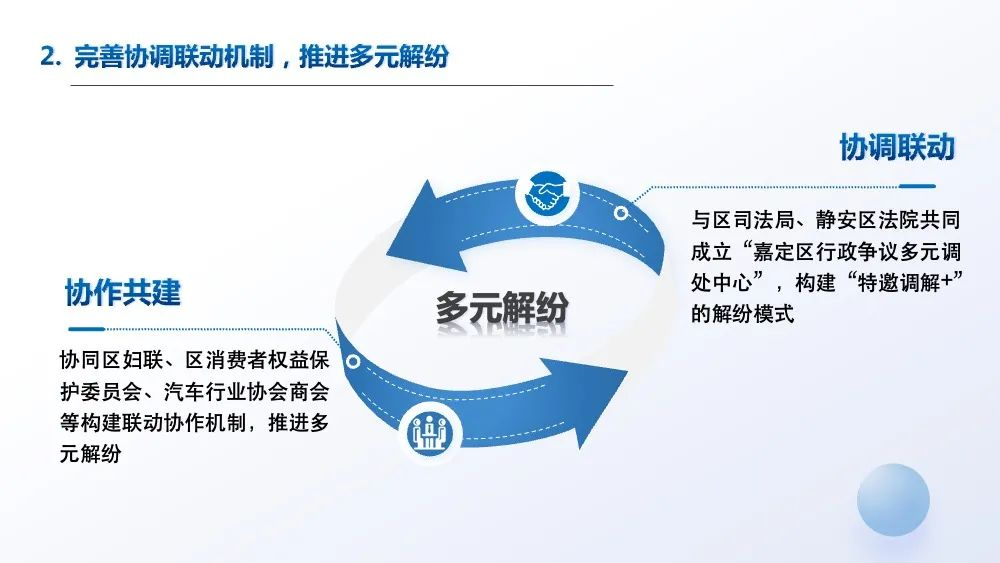 2. 完善协调联动机制，推进多元解纷
协调联动
与区司法局、静安区法院共同
成立“嘉定区行政争议多元调
处中心”，构建“特邀调解+”
的解纷模式
协作共建
多元解纷
协同区妇联、区消费者权益保
护委员会、汽车行业协会商会
等构建联动协作机制，推进多
元解纷